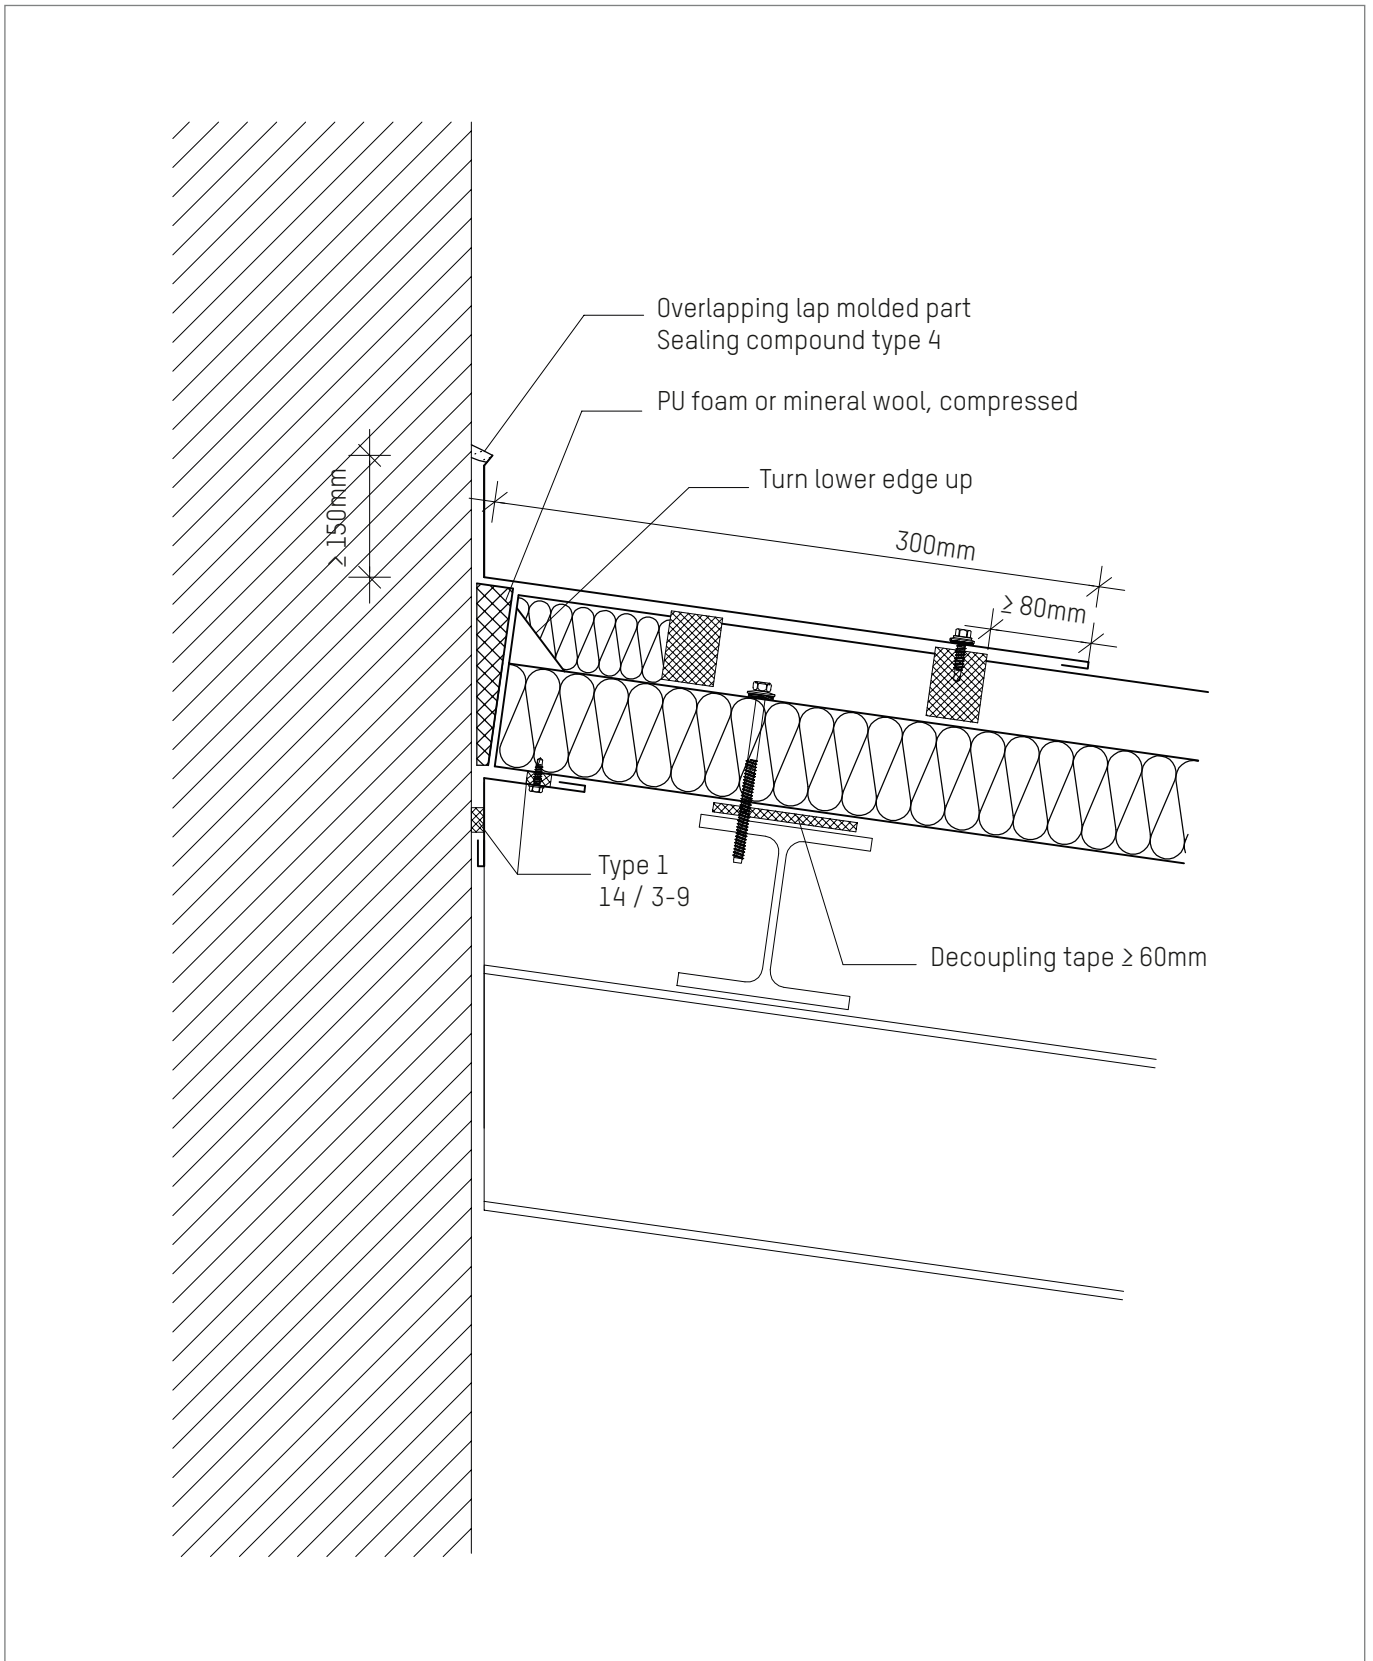 Overlapping lap molded part
Sealing compound type 4
PU foam or mineral wool, compressed
≥ 150mm
Turn lower edge up
300mm
≥ 80mm
Type 1
14 / 3-9
Decoupling tape ≥ 60mm